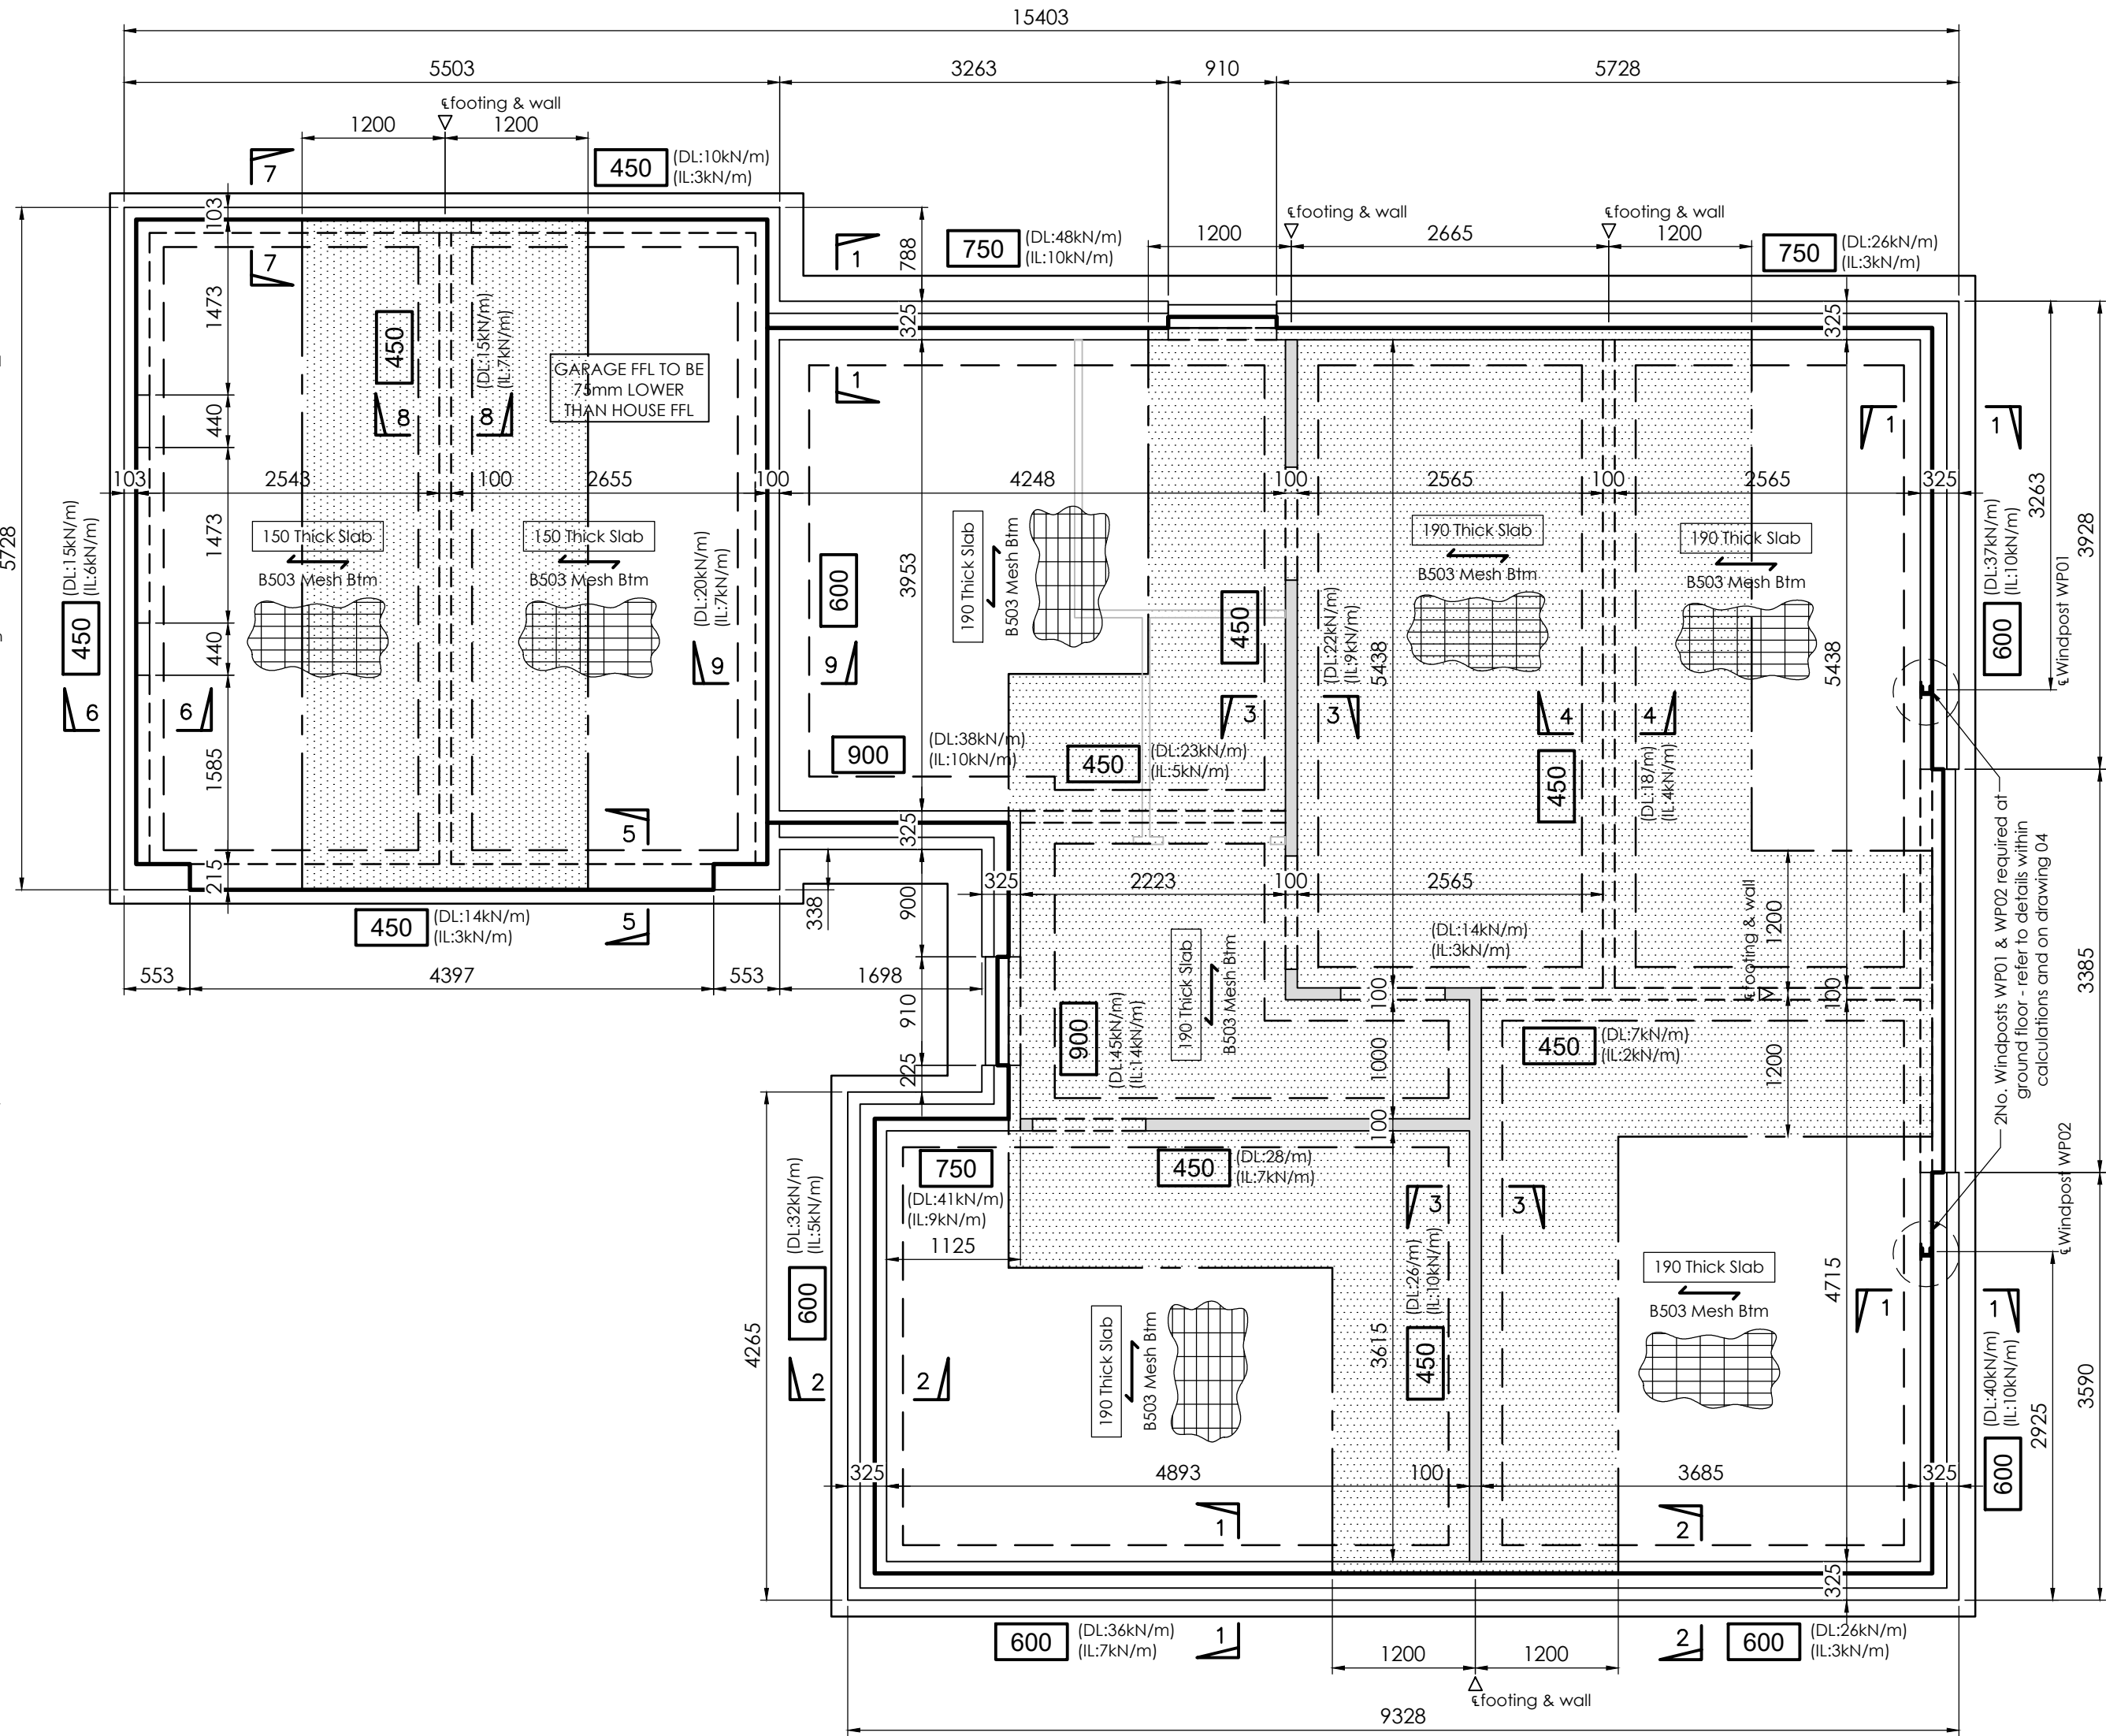 15403
5503
3263
910
5728
℄footing & wall
1200
1200
7
450
(DL:10kN/m)
(IL:3kN/m)
℄footing & wall
℄footing & wall
1
750
(DL:48kN/m)
(IL:10kN/m)
1200
2665
1200
750
(DL:26kN/m)
(IL:3kN/m)
103
788
7
325
325
1473
450
(DL:15kN/m)
(IL:7kN/m)
GARAGE FFL TO BE
75mm LOWER
THAN HOUSE FFL
1
440
8
8
1
1
103
2543
100
2655
100
4248
100
2565
100
2565
325
3263
3928
5728
(DL:15kN/m)
(IL:6kN/m)
450
1473
150 Thick Slab
B503 Mesh Btm
150 Thick Slab
B503 Mesh Btm
(DL:20kN/m)
(IL:7kN/m)
600
3953
190 Thick Slab
B503 Mesh Btm
450
(DL:22kN/m)
(IL:9kN/m)
5438
190 Thick Slab
B503 Mesh Btm
190 Thick Slab
B503 Mesh Btm
5438
(DL:37kN/m)
(IL:10kN/m)
600
℄Windpost WP01
440
9
9
6
6
3
3
4
4
1585
900
(DL:38kN/m)
(IL:10kN/m)
450
(DL:23kN/m)
(IL:5kN/m)
450
(DL:18/m)
(IL:4kN/m)
5
215
325
338
900
325
2223
100
2565
450
(DL:14kN/m)
(IL:3kN/m)
5
(DL:14kN/m)
(IL:3kN/m)
℄footing & wall
1200
100
2No. Windposts WP01 & WP02 required at
ground floor - refer to details within
calculations and on drawing 04
3385
553
4397
553
1698
910
190 Thick Slab
B503 Mesh Btm
100
900
(DL:45kN/m)
(IL:14kN/m)
1000
450
(DL:7kN/m)
(IL:2kN/m)
1200
225
100
750
(DL:41kN/m)
(IL:9kN/m)
450
(DL:28/m)
(IL:7kN/m)
℄Windpost WP02
(DL:32kN/m)
(IL:5kN/m)
600
3
3
1125
(DL:26/m)
(IL:10kN/m)
450
190 Thick Slab
B503 Mesh Btm
4715
1
1
4265
2
2
190 Thick Slab
B503 Mesh Btm
3615
(DL:40kN/m)
(IL:10kN/m)
600
2925
3590
325
4893
100
3685
325
1
2
325
600
(DL:36kN/m)
(IL:7kN/m)
1
1200
1200
2
600
(DL:26kN/m)
(IL:3kN/m)
℄footing & wall
9328